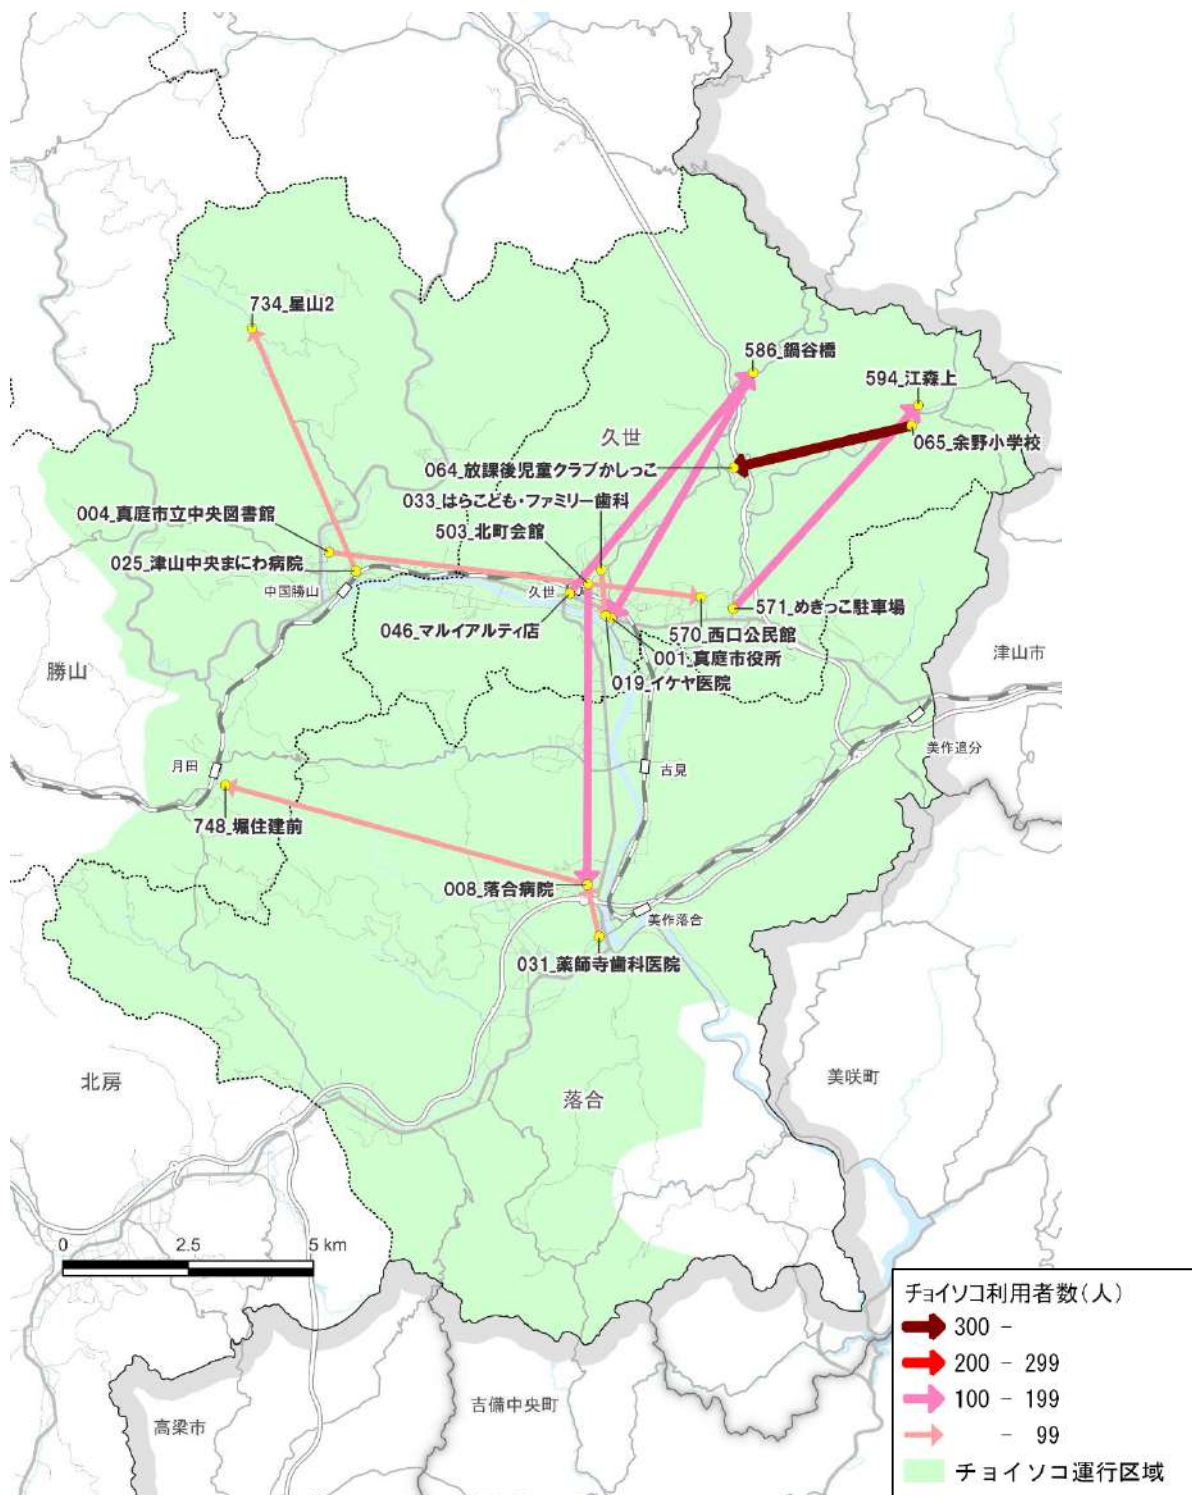 734_星山2
586_鍋谷橋
594_江森上
久世
065_余野小学校
064_放課後児童クラブかしっこ
033_はらこども・ファミリー歯科
004_真庭市立中央図書館
503_北町会館
025_津山中央まにわ病院
中国勝山
久世
571_めきっこ駐車場
046_マルイアルティ店
570_西口公民館
001_真庭市役所
津山市
勝山
019_イケヤ医院
美作追分
月田
古見
748_堀住建前
008_落合病院
美作落合
031_薬師寺歯科医院
北房
美咲町
落合
0 2.5 5 km
チョイソコ利用者数(人)
300 -
200 - 299
100 - 199
- 99
チョイソコ運行区域
吉備中央町
高梁市